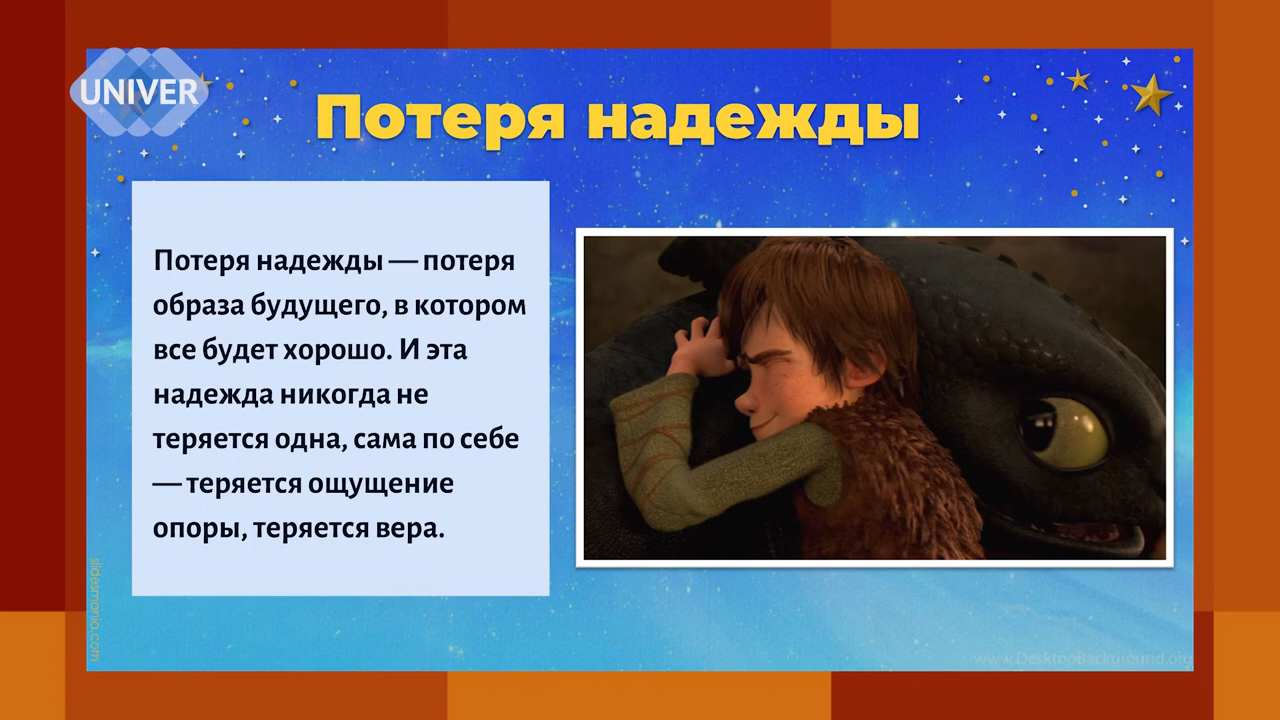 UNIVER
Потеря надежды
Потеря надежды — потеря
образа будущего, в котором
все будет хорошо. И эта
надежда никогда не
теряется одна, сама по себе
— теряется ощущение
опоры, теряется вера.
slidesmania.com
www.DesktopBackground.org